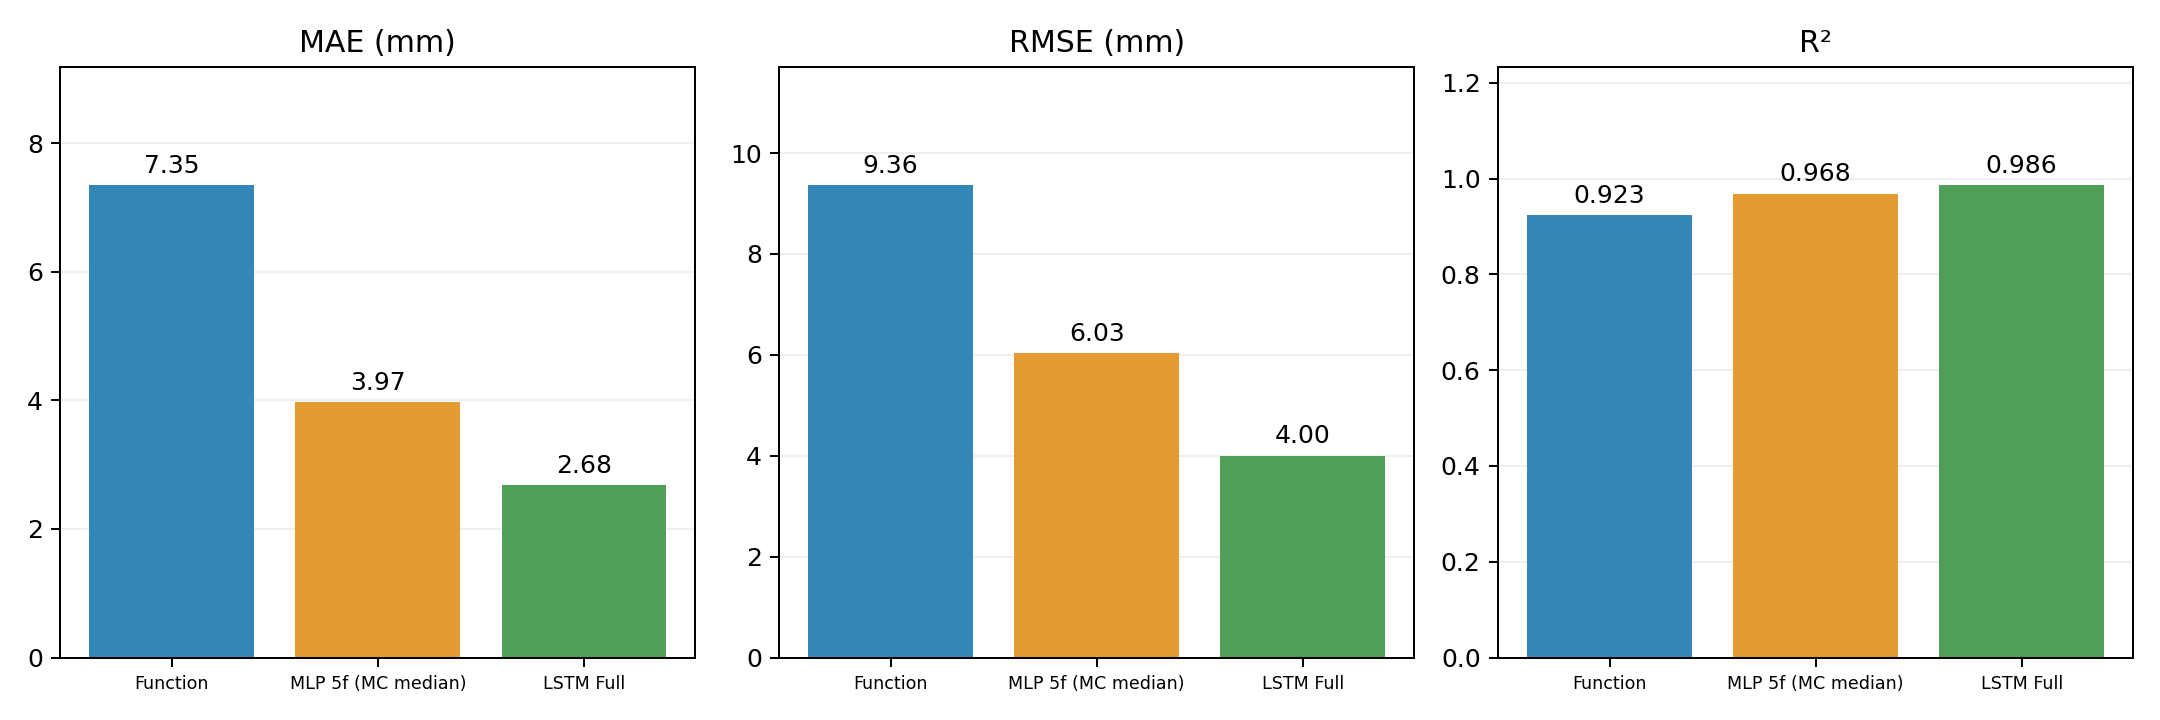 MAE (mm)
8
6
4
2
0
7.35
3.97
2.68
Function
MLP 5f (MC median)
LSTM Full
RMSE (mm)
10
8
6
4
2
0
9.36
6.03
4.00
Function
MLP 5f (MC median)
LSTM Full
R²
1.2
1.0
0.8
0.6
0.4
0.2
0.0
0.923
0.968
0.986
Function
MLP 5f (MC median)
LSTM Full